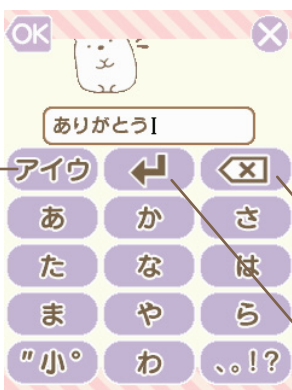 OK
ありがとう
アイウ
あ か さ
た な は
ま や ら
"小° わ 、。!?